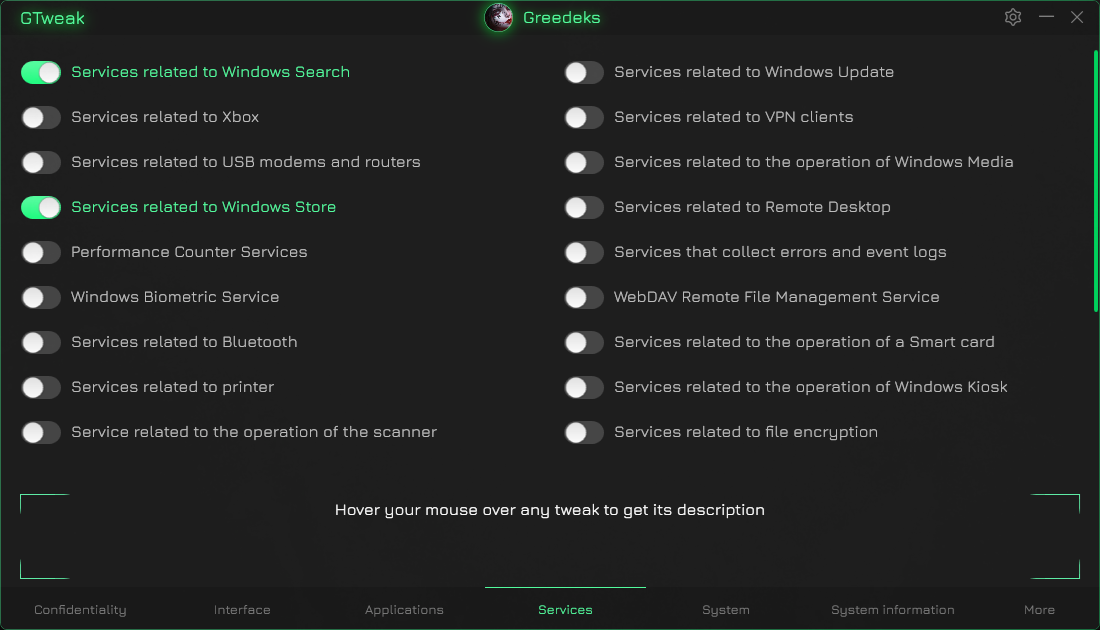 GTweak
Greedeks
Services related to Windows Search
Services related to Windows Update
Services related to Xbox
Services related to VPN clients
Services related to USB modems and routers
Services related to the operation of Windows Media
Services related to Windows Store
Services related to Remote Desktop
Performance Counter Services
Services that collect errors and event logs
Windows Biometric Service
WebDAV Remote File Management Service
Services related to Bluetooth
Services related to the operation of a Smart card
Services related to printer
Services related to the operation of Windows Kiosk
Service related to the operation of the scanner
Services related to file encryption
Hover your mouse over any tweak to get its description
Confidentiality
Interface
Applications
Services
System
System information
More